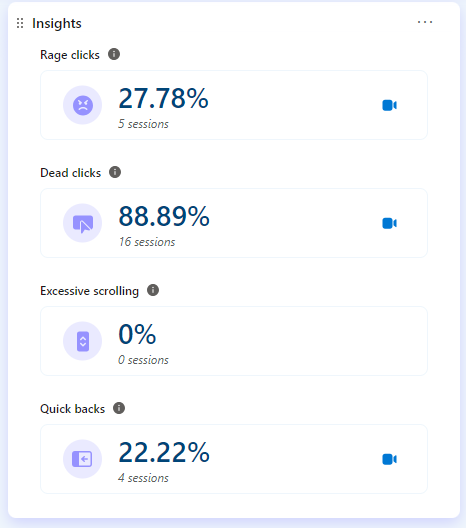 Insights
Rage clicks
27.78%
5 sessions
Dead clicks
88.89%
16 sessions
Excessive scrolling
0%
0 sessions
Quick backs
22.22%
4 sessions